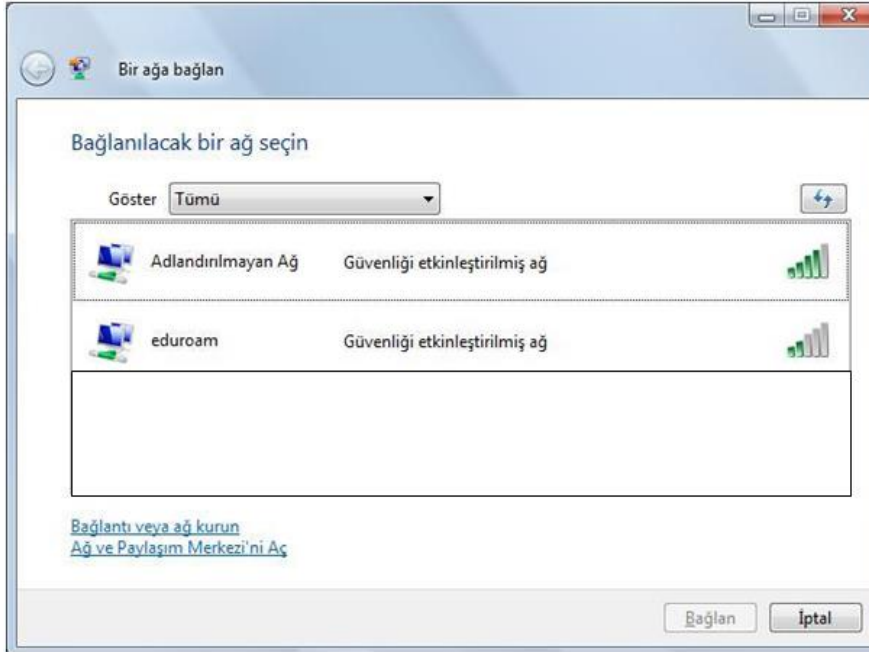 Bir ağa bağlan
Bağlanılacak bir ağ seçin
Göster Tümü
Adlandırılmayan Ağ Güvenliği etkinleştirilmiş ağ
eduroam Güvenliği etkinleştirilmiş ağ
Bağlantı veya ağ kurun
Ağ ve Paylaşım Merkezi'ni Aç
Bağlan İptal